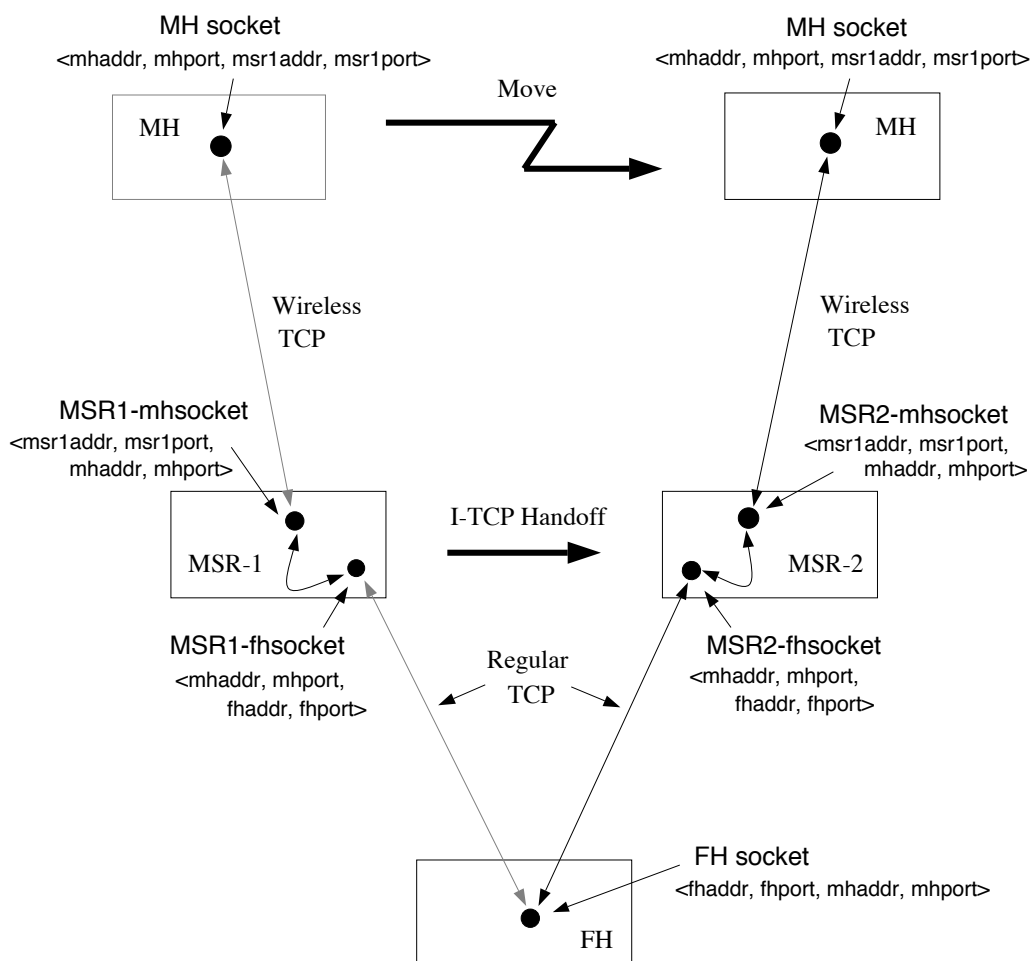 MH socket
<mhaddr, mhport, msr1addr, msr1port>
MH socket
<mhaddr, mhport, msr1addr, msr1port>
Move
MH
MH
Wireless
TCP
Wireless
TCP
MSR1-mhsocket
<msr1addr, msr1port,
mhaddr, mhport>
MSR2-mhsocket
<msr1addr, msr1port,
mhaddr, mhport>
I-TCP Handoff
MSR-1
MSR-2
MSR1-fhsocket
<mhaddr, mhport,
fhaddr, fhport>
Regular
TCP
MSR2-fhsocket
<mhaddr, mhport,
fhaddr, fhport>
FH socket
<fhaddr, fhport, mhaddr, mhport>
FH